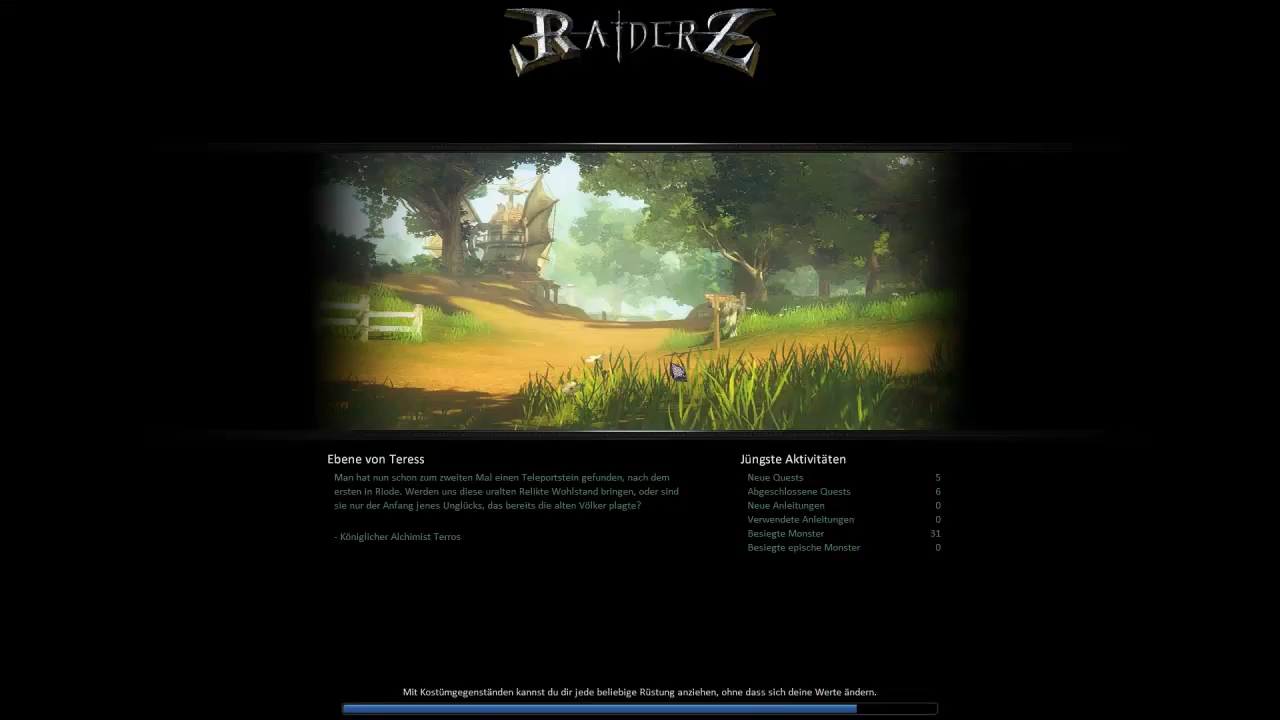 RAIDERZ
Ebene von Teress
Man hat nun schon zum zweiten Mal einen Teleportstein gefunden, nach dem
ersten in Riode. Werden uns diese uralten Relikte Wohlstand bringen, oder sind
sie nur der Anfang jenes Unglücks, das bereits die alten Völker plagte?
- Königlicher Alchimist Terros
Jüngste Aktivitäten
Neue Quests 5
Abgeschlossene Quests 6
Neue Anleitungen 0
Verwendete Anleitungen 0
Besiegte Monster 31
Besiegte epische Monster 0
Mit Kostümgegenständen kannst du dir jede beliebige Rüstung anziehen, ohne dass sich deine Werte ändern.